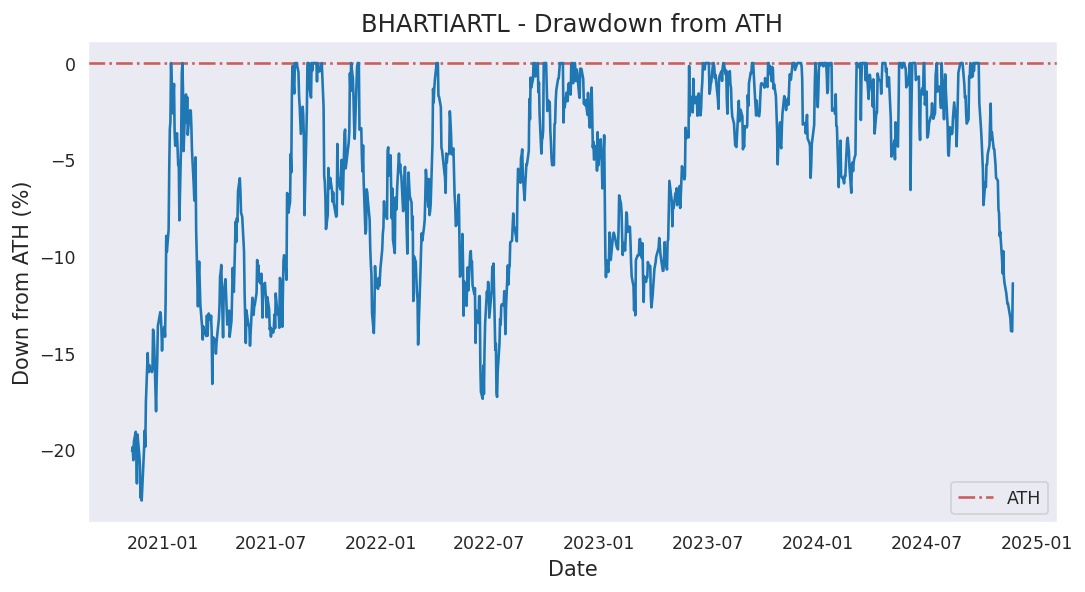 BHARTIARTL - Drawdown from ATH
Down from ATH (%)
0
−5
−10
−15
−20
ATH
2021-01 2021-07 2022-01 2022-07 2023-01 2023-07 2024-01 2024-07 2025-01
Date